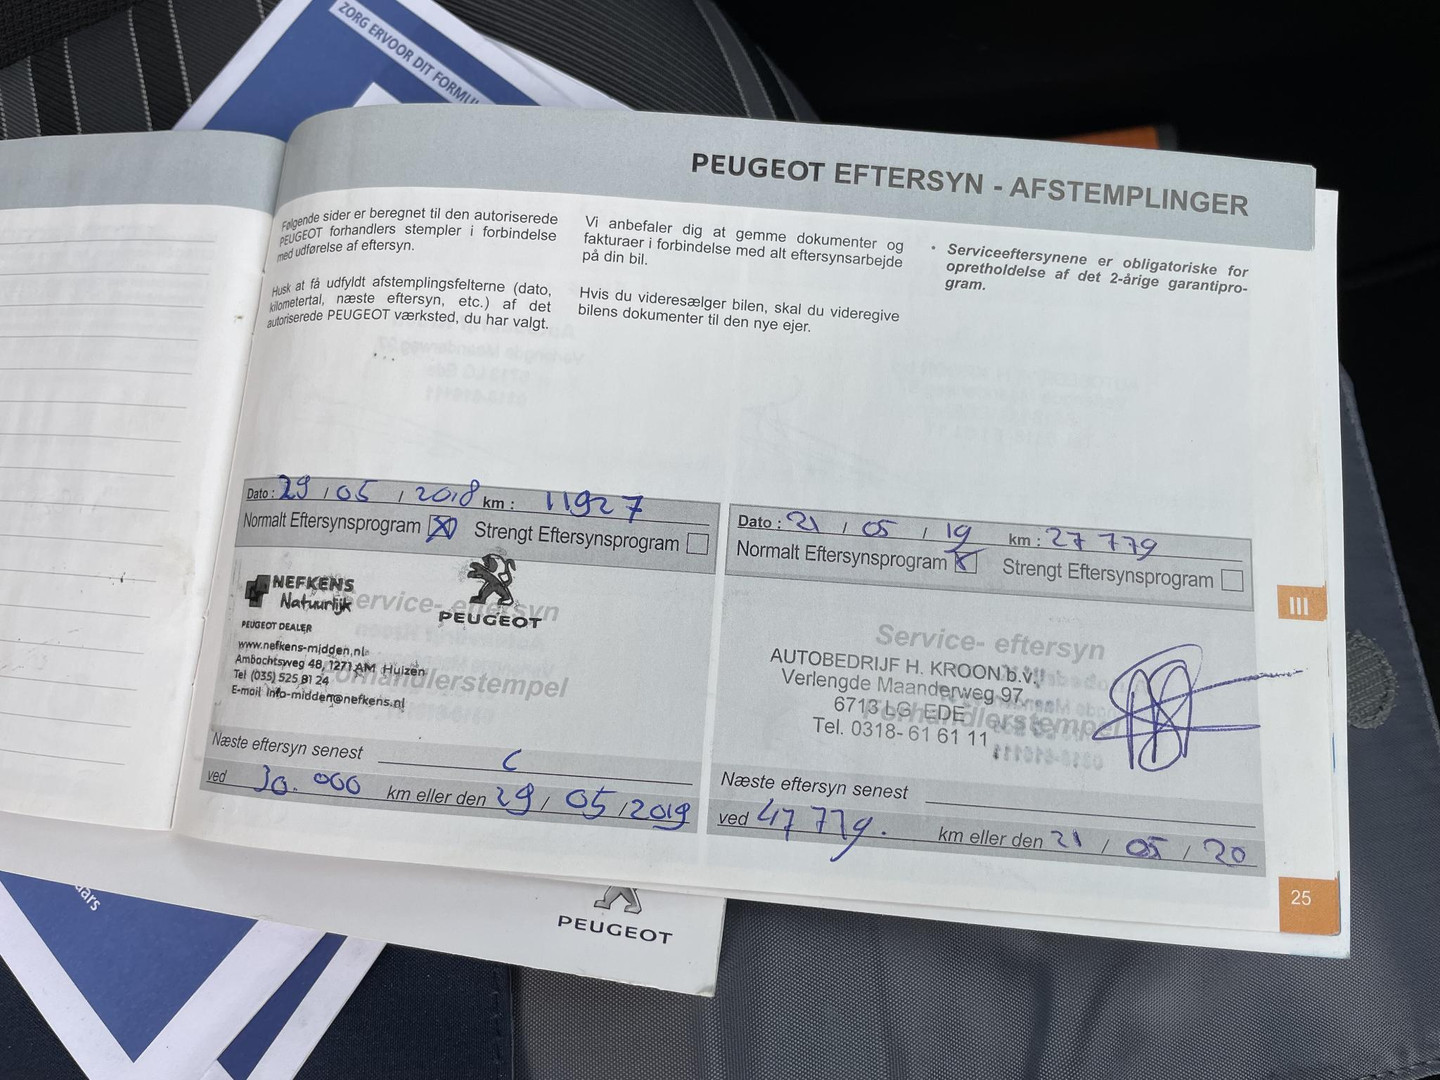 ZORG ERVOOR DIT FORMU
PEUGEOT EFTERSYN - AFSTEMPLINGER
Følgende sider er beregnet til den autoriserede
PEUGEOT forhandlers stempler i forbindelse
med udførelse af eftersyn.
Husk at få udfyldt afstemplingsfelterne (dato,
kilometertal, næste eftersyn, etc.) af det
autoriserede PEUGEOT værksted, du har valgt.
Vi anbefaler dig at gemme dokumenter og
fakturaer i forbindelse med alt eftersynsarbejde
på din bil.
Hvis du videresælger bilen, skal du videregive
bilens dokumenter til den nye ejer.
• Serviceeftersynene er obligatoriske for
opretholdelse af det 2-årige garantipro-
gram.
Dato : 29 / 05 / 2018 km : 11927
Normalt Eftersynsprogram X Strengt Eftersynsprogram
Service- eftersyn
Forhandlerstempel
NEFKENS
Natuurlijk
PEUGEOT DEALER
www.nefkens-midden.nl
Ambachtsweg 48, 1271 AM Huizen
Tel (035) 525 81 24
E-mail info-midden@nefkens.nl
PEUGEOT
Næste eftersyn senest
ved 30.000 km eller den 29 / 05 / 2019
Dato : 21 / 05 / 19 km : 27 779
Normalt Eftersynsprogram X Strengt Eftersynsprogram
Service- eftersyn
Forhandlerstempel
AUTOBEDRIJF H. KROON b.v.
Verlengde Maanderweg 97
6713 LG EDE
Tel. 0318- 61 61 11
Næste eftersyn senest
ved 47 779. km eller den 21 / 05 / 20
III
25
PEUGEOT